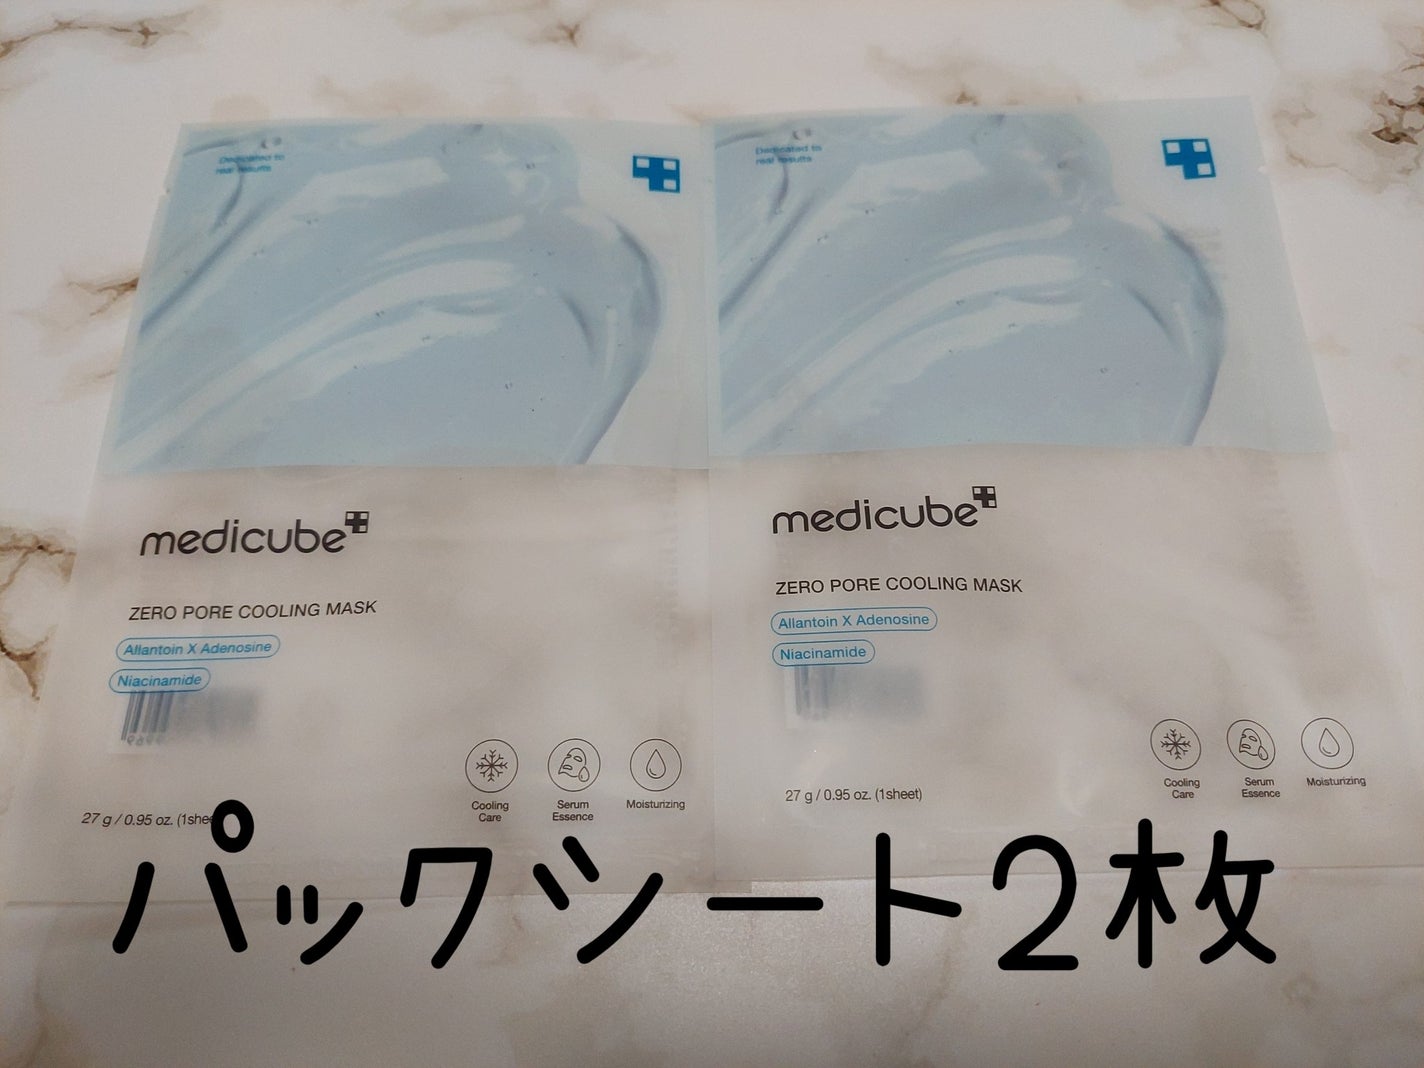 Dedicated to
real results
medicube
ZERO PORE COOLING MASK
Allantoin X Adenosine
Niacinamide
Cooling
Care
Serum
Essence
Moisturizing
27 g / 0.95 oz. (1shee
Dedicated to
real results
medicube
ZERO PORE COOLING MASK
Allantoin X Adenosine
Niacinamide
Cooling
Care
Serum
Essence
Moisturizing
27 g / 0.95 oz. (1sheet)
パックシート2枚